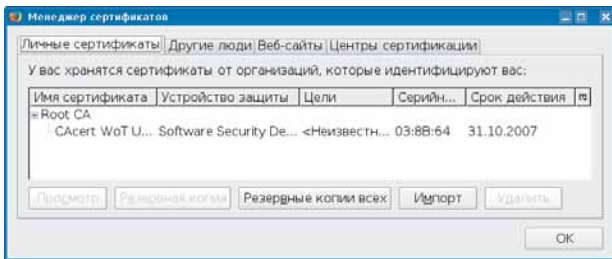 Менеджер сертификатов
Личные сертификаты Другие люди Веб-сайты Центры сертификации
У вас хранятся сертификаты от организаций, которые идентифицируют вас:
Имя сертификата Устройство защиты Цели Серийн... Срок действия
Root CA
CAcert WoT U... Software Security De... <Неизвестн... 03:8B:64 31.10.2007
Просмотр Резервная копия Резервные копии всех Импорт Удалить
OK